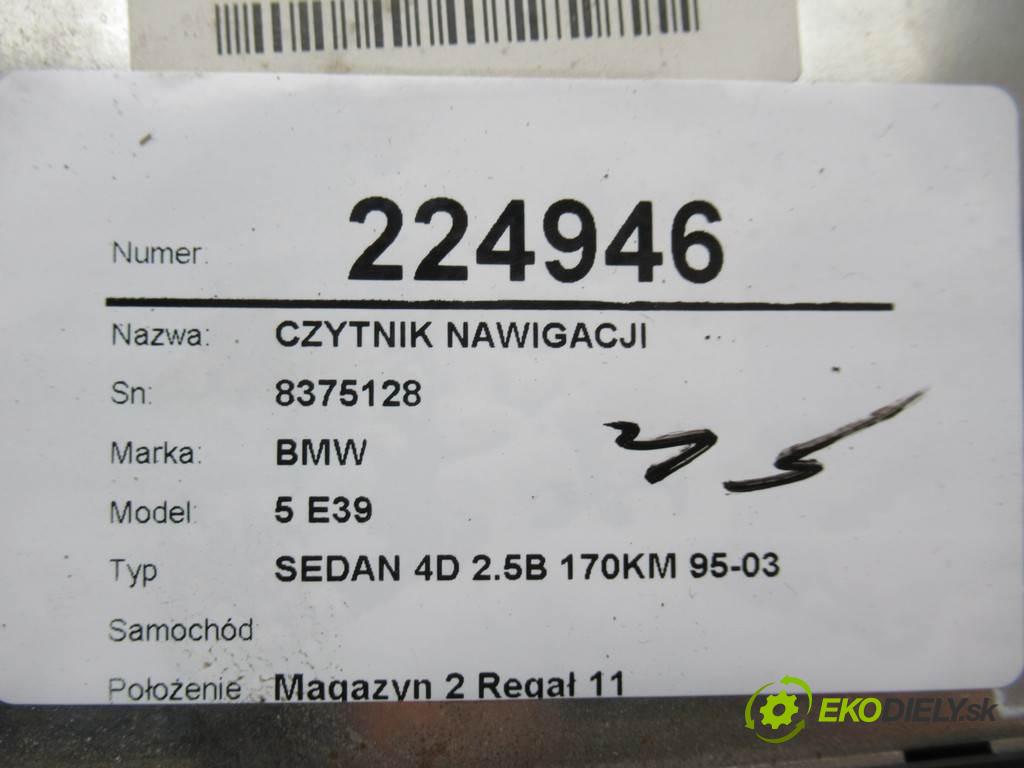 Numer: 224946
Nazwa: CZYTNIK NAWIGACJI
Sn: 8375128
Marka: BMW
Model: 5 E39
Typ SEDAN 4D 2.5B 170KM 95-03
Samochód
Położenie Magazyn 2 Regał 11
EKODIELY.sk